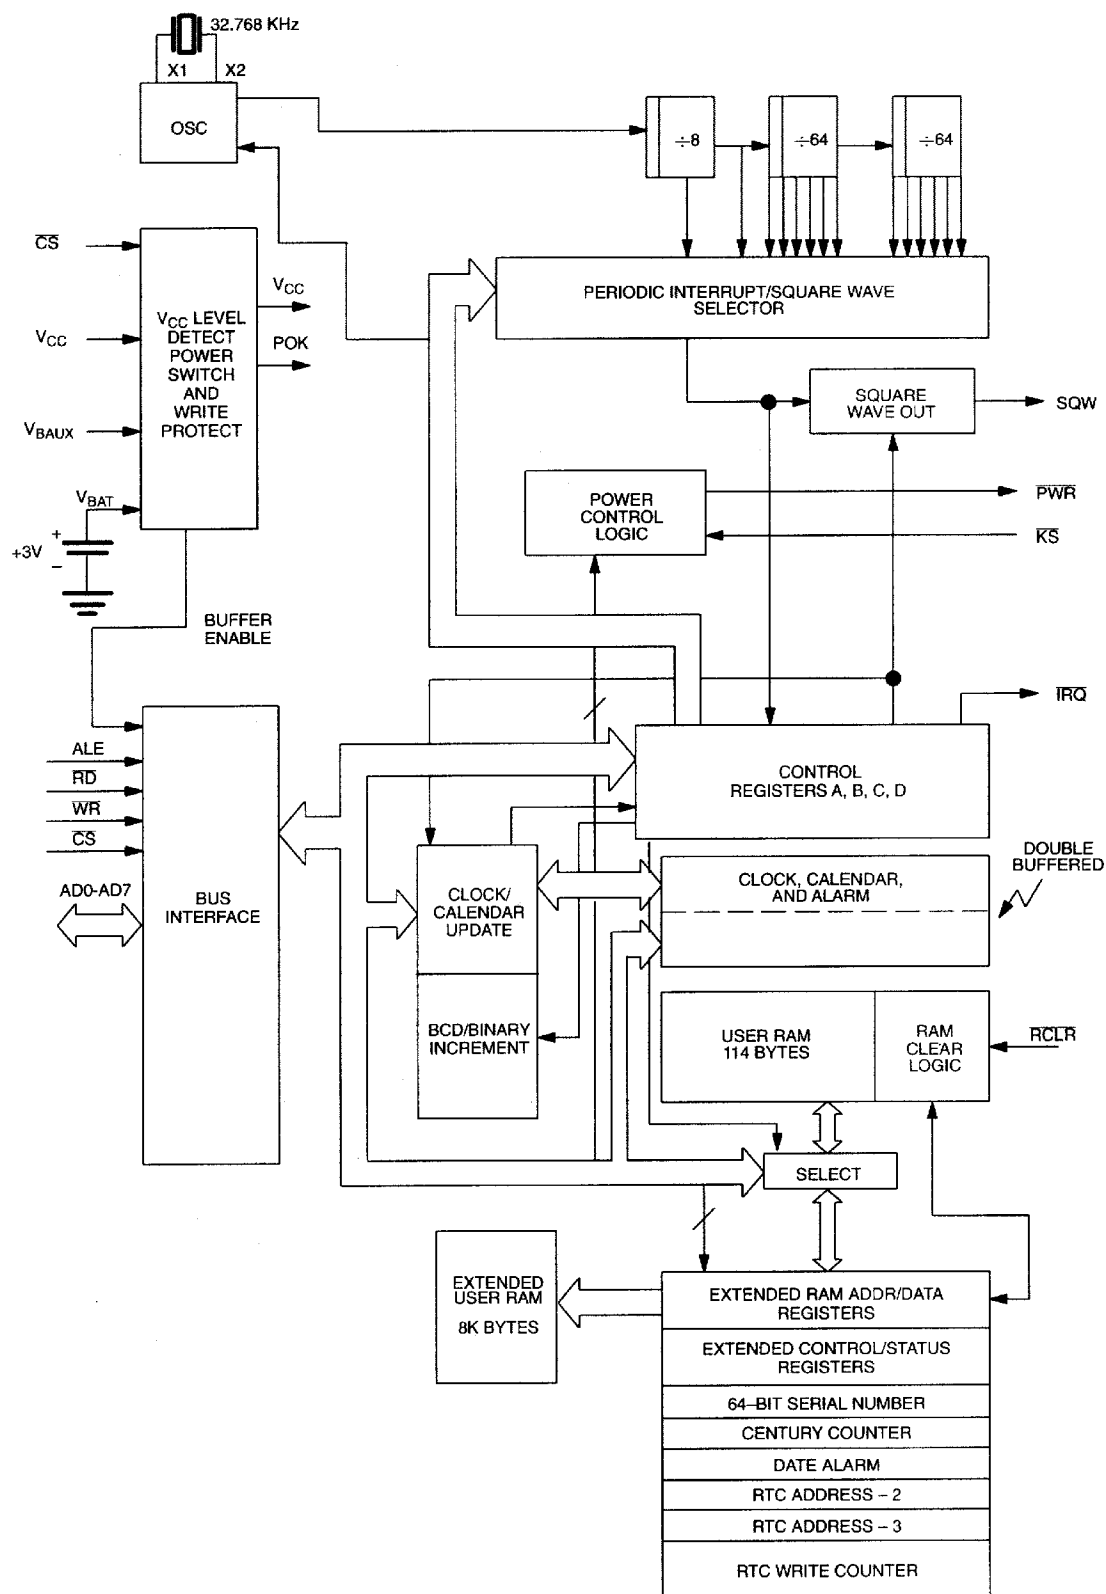 32.768 KHz
X1 X2
OSC
÷8
÷64
÷64
CS
VCC
VBAUX
VBAT
+3V
+
–
VCC LEVEL
DETECT
POWER
SWITCH
AND
WRITE
PROTECT
VCC
POK
PERIODIC INTERRUPT/SQUARE WAVE
SELECTOR
SQUARE
WAVE OUT
SQW
POWER
CONTROL
LOGIC
PWR
KS
BUFFER
ENABLE
IRQ
ALE
RD
WR
CS
AD0-AD7
BUS
INTERFACE
CONTROL
REGISTERS A, B, C, D
DOUBLE
BUFFERED
CLOCK/
CALENDAR
UPDATE
CLOCK, CALENDAR,
AND ALARM
BCD/BINARY
INCREMENT
USER RAM
114 BYTES
RAM
CLEAR
LOGIC
RCLR
SELECT
EXTENDED
USER RAM
8K BYTES
EXTENDED RAM ADDR/DATA
REGISTERS
EXTENDED CONTROL/STATUS
REGISTERS
64–BIT SERIAL NUMBER
CENTURY COUNTER
DATE ALARM
RTC ADDRESS – 2
RTC ADDRESS – 3
RTC WRITE COUNTER